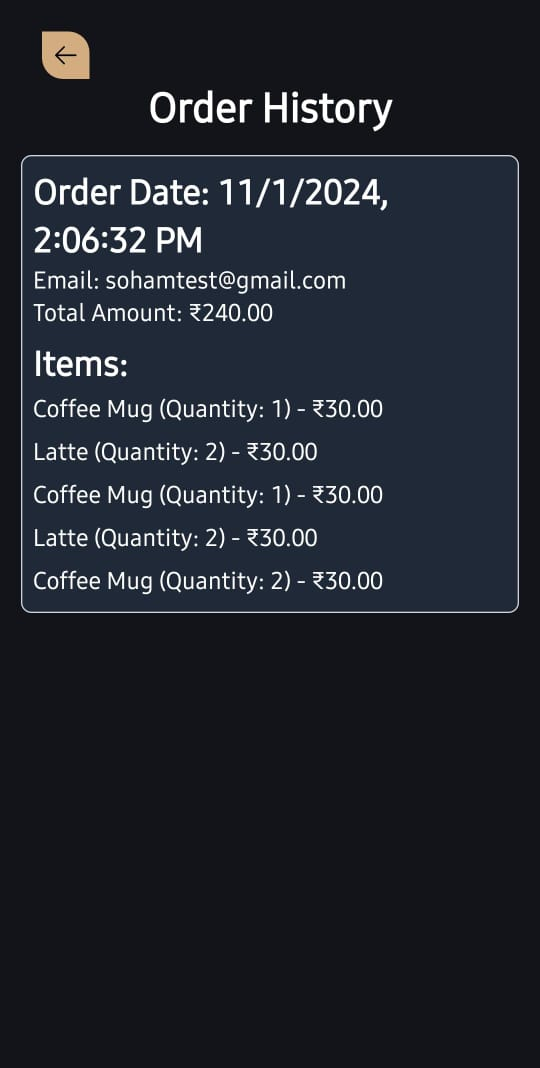 Order History
Order Date: 11/1/2024,
2:06:32 PM
Email: sohamtest@gmail.com
Total Amount: ₹240.00
Items:
Coffee Mug (Quantity: 1) - ₹30.00
Latte (Quantity: 2) - ₹30.00
Coffee Mug (Quantity: 1) - ₹30.00
Latte (Quantity: 2) - ₹30.00
Coffee Mug (Quantity: 2) - ₹30.00